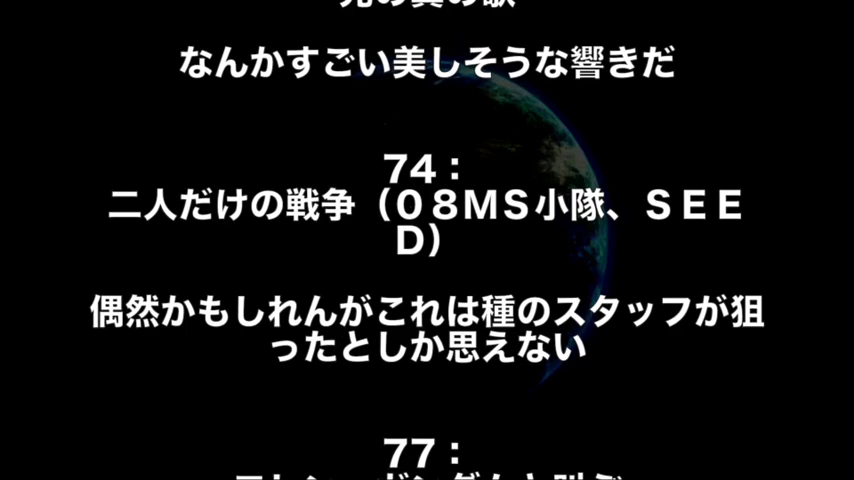 なんかすごい美しそうな響きだ
74：
二人だけの戦争（０８ＭＳ小隊、ＳＥＥ
Ｄ）
偶然かもしれんがこれは種のスタッフが狙
ったとしか思えない
77：